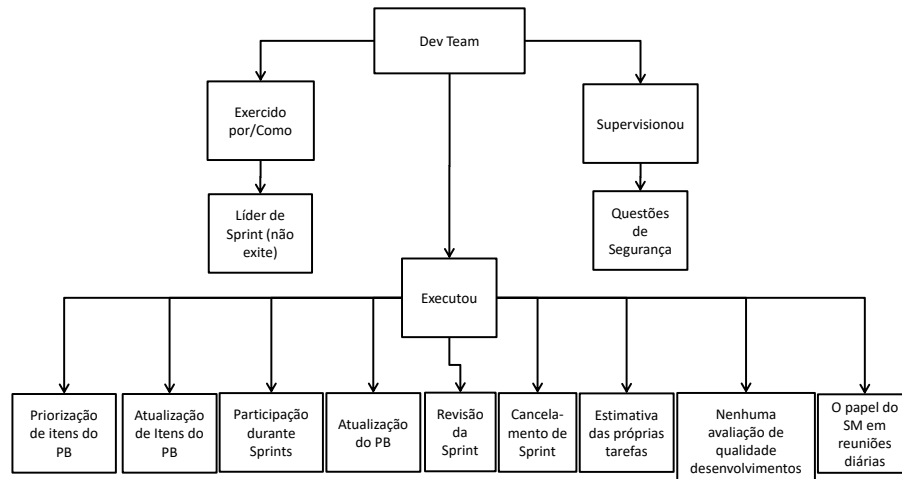 Dev Team
Exercido
por/Como
Supervisionou
Líder de
Sprint (não
exite)
Questões
de
Segurança
Executou
Priorização
de itens do
PB
Atualização
de Itens do
PB
Participação
durante
Sprints
Atualização
do PB
Revisão
da
Sprint
Cancela-
mento de
Sprint
Estimativa
das próprias
tarefas
Nenhuma
avaliação de
qualidade
desenvolvimentos
O papel do
SM em
reuniões
diárias